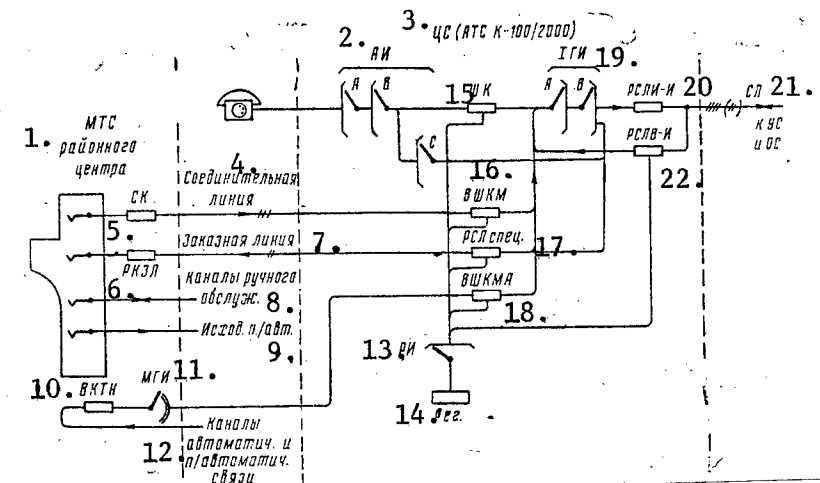 3. ЦС (АТС К-100/2000)
2. АИ
IГИ 19.
А В
15. ШК
А В
РСЛИ-И
20
СЛ 21.
К УС
и ОС
РСЛВ-И
22.
1. МТС
районного
центра
С
16.
4. Соединительная
линия
СК
5.
ВШКМ
Заказная линия 7.
РСЛ спец. 17.
РКЗЛ
6.
Каналы ручного
обслуж. 8.
ВШКМА
18.
Исход. п/авт.
9.
13. РИ
10. ВКТН
МГИ 11.
14. Рег.
12. Каналы
автоматич. и
п/автоматич.
связи